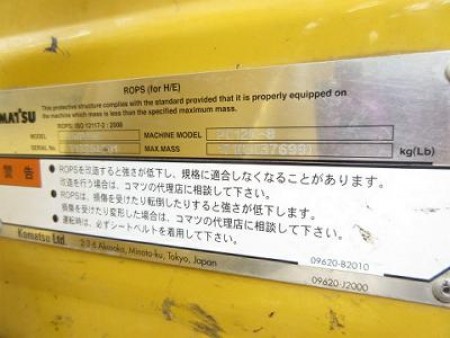 ROPS (for H/E)
This protective structure complies with the standard provided that it is properly equipped on
the machine which mass is less than the specified maximum mass.
MATSU
ROPS: ISO 12117-2 : 2008
MODEL MACHINE MODEL
SERIAL No. MAX.MASS kg(Lb)
警告
●ROPSを改造すると強さが低下し、規格に適合しなくなることがあります。
改造を行う場合は、コマツの代理店に相談して下さい。
●ROPSは、損傷を受けたり転倒したりすると強さが低下します。
損傷を受けたり変形した場合は、コマツの代理店に相談して下さい。
●運転時は、必ずシートベルトを着用して下さい。
09620-B2010
Komatsu Ltd. 2-3-6 Akasaka, Minato-ku, Tokyo, Japan
09620-J2000